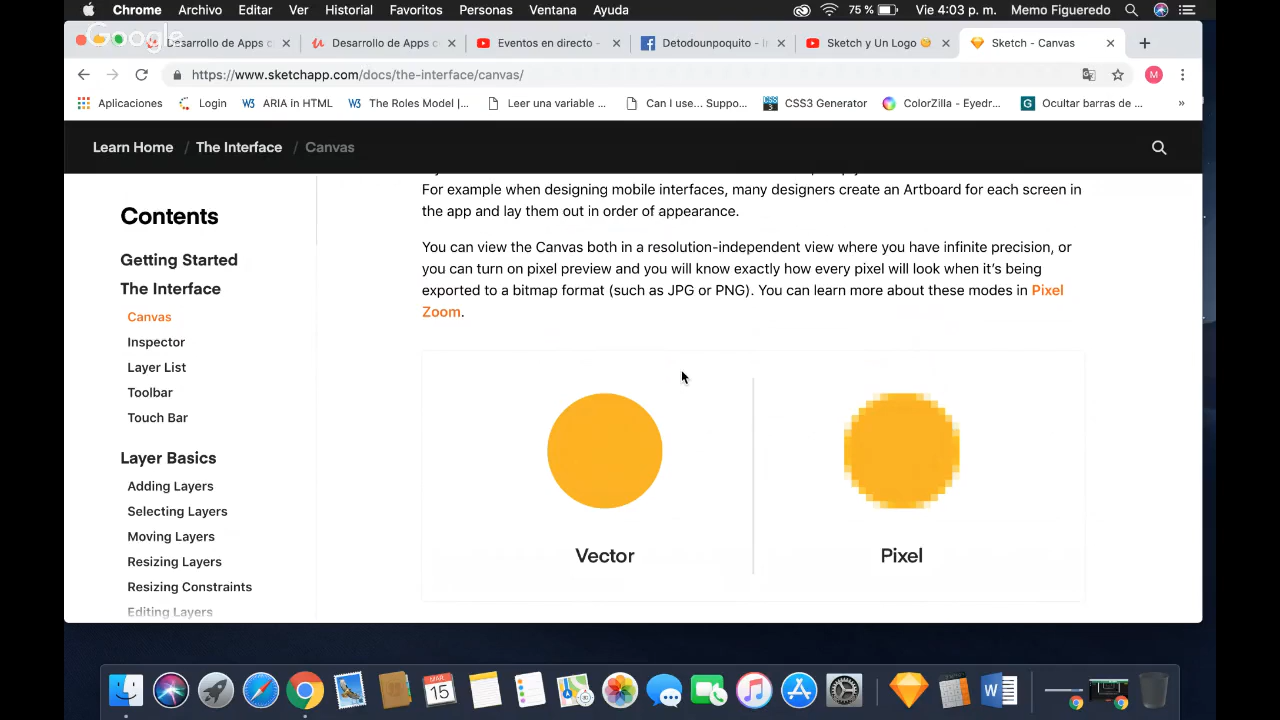 Chrome Archivo Editar Ver Historial Favoritos Personas Ventana Ayuda 75 % Vie 4:03 p. m. Memo Figueredo
Google
Desarrollo de Apps c
Desarrollo de Apps c
Eventos en directo -
Detodounpoquito - I
Sketch y Un Logo
Sketch - Canvas
https://www.sketchapp.com/docs/the-interface/canvas/
M
Aplicaciones Login ARIA in HTML The Roles Model |... Leer una variable ... Can I use... Suppo... CSS3 Generator ColorZilla - Eyedr... Ocultar barras de ... »
Learn Home / The Interface / Canvas
Contents
Getting Started
The Interface
Canvas
Inspector
Layer List
Toolbar
Touch Bar
Layer Basics
Adding Layers
Selecting Layers
Moving Layers
Resizing Layers
Resizing Constraints
Editing Layers
For example when designing mobile interfaces, many designers create an Artboard for each screen in
the app and lay them out in order of appearance.
You can view the Canvas both in a resolution-independent view where you have infinite precision, or
you can turn on pixel preview and you will know exactly how every pixel will look when it’s being
exported to a bitmap format (such as JPG or PNG). You can learn more about these modes in Pixel
Zoom.
Vector
Pixel
MAR
15